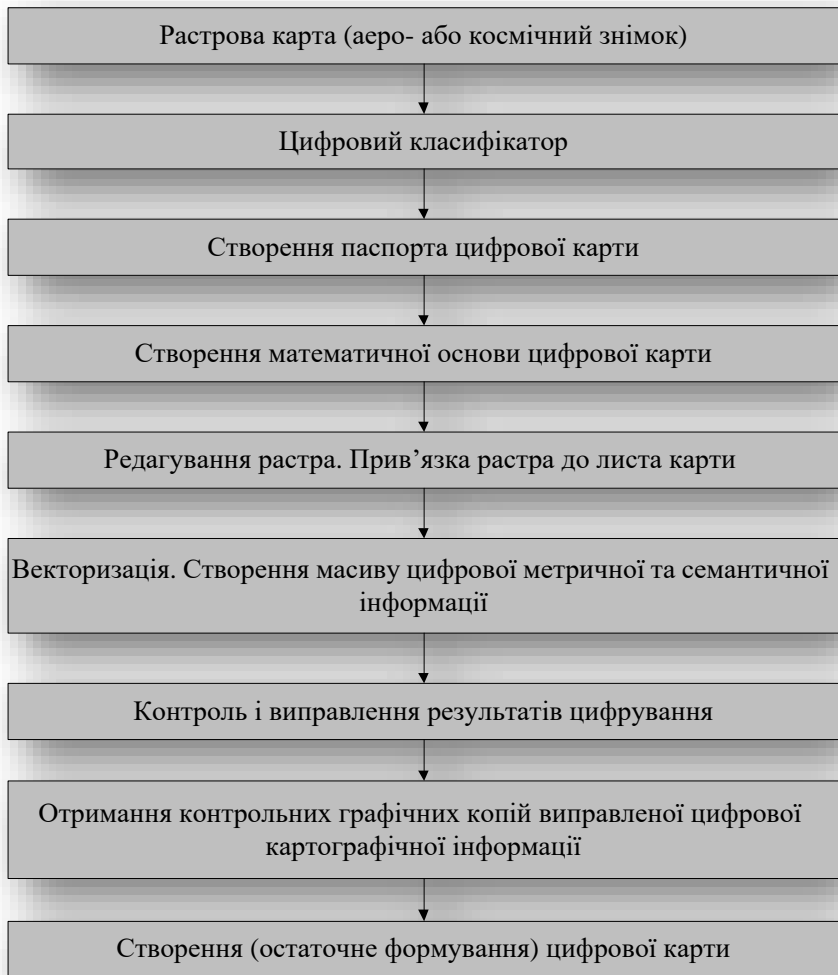 Растрова карта (аеро- або космічний знімок)
Цифровий класифікатор
Створення паспорта цифрової карти
Створення математичної основи цифрової карти
Редагування растра. Прив’язка растра до листа карти
Векторизація. Створення масиву цифрової метричної та семантичної
інформації
Контроль і виправлення результатів цифрування
Отримання контрольних графічних копій виправленої цифрової
картографічної інформації
Створення (остаточне формування) цифрової карти